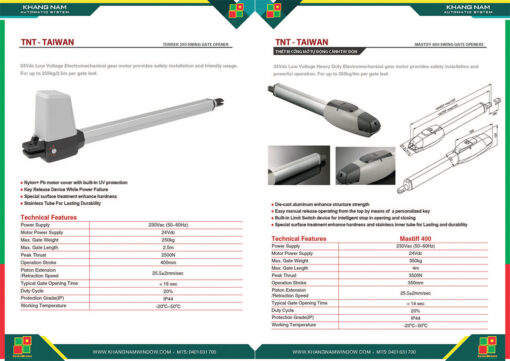 KHANG NAM
AUTOMATIC SYSTEM
TNT - TAIWAN
TERRIER 200 SWING GATE OPENER
24Vdc Low Voltage Electromechanical gear motor provides safety installation and friendly usage.
For up to 250kg/2.5m per gate leaf.
● Nylon+ Pb motor cover with built-in UV protection
● Key Release Device While Power Failure
● Special surface treatment enhance hardness
● Stainless Tube For Lasting Durability
Technical Features
Power Supply 230Vac (50~60Hz)
Motor Power Supply 24Vdc
Max. Gate Weight 250kg
Max. Gate Length 2.5m
Peak Thrust 2500N
Operation Stroke 400mm
Piston Extension
/Retraction Speed 25.5±2mm/sec
Typical Gate Opening Time < 16 sec
Duty Cycle 20%
Protection Grade(IP) IP44
Working Temperature -20℃~50℃
WWW.KHANGNAMWINDOW.COM - MTS: 0401631700
KHANG NAM
AUTOMATIC SYSTEM
TNT - TAIWAN
MASTIFF 400 SWING GATE OPENERS
THIẾT BỊ CỔNG MỞ TỰ ĐỘNG CÁNH TAY ĐÒN
24Vdc Low Voltage Heavy Duty Electromechanical gear motor provides safety installation and
powerful operation. For up to 350kg/4m per gate leaf.
● Die-cast aluminum enhance structure strength
● Easy manual release operating from the top by means of a personalized key
● Built-in Limit Switch device for intelligent stop in opening and closing
● Special surface treatment enhance hardness and stainless inner tube for Lasting and durability
Technical Features Mastiff 400
Power Supply 230Vac (50~60Hz)
Motor Power Supply 24Vdc
Max. Gate Weight 350kg
Max. Gate Length 4m
Peak Thrust 3500N
Operation Stroke 350mm
Piston Extension
/Retraction Speed 25.5±2mm/sec
Typical Gate Opening Time < 14 sec
Duty Cycle 20%
Protection Grade(IP) IP44
Working Temperature -20℃~50℃
WWW.KHANGNAMWINDOW.COM - MTS: 0401631700